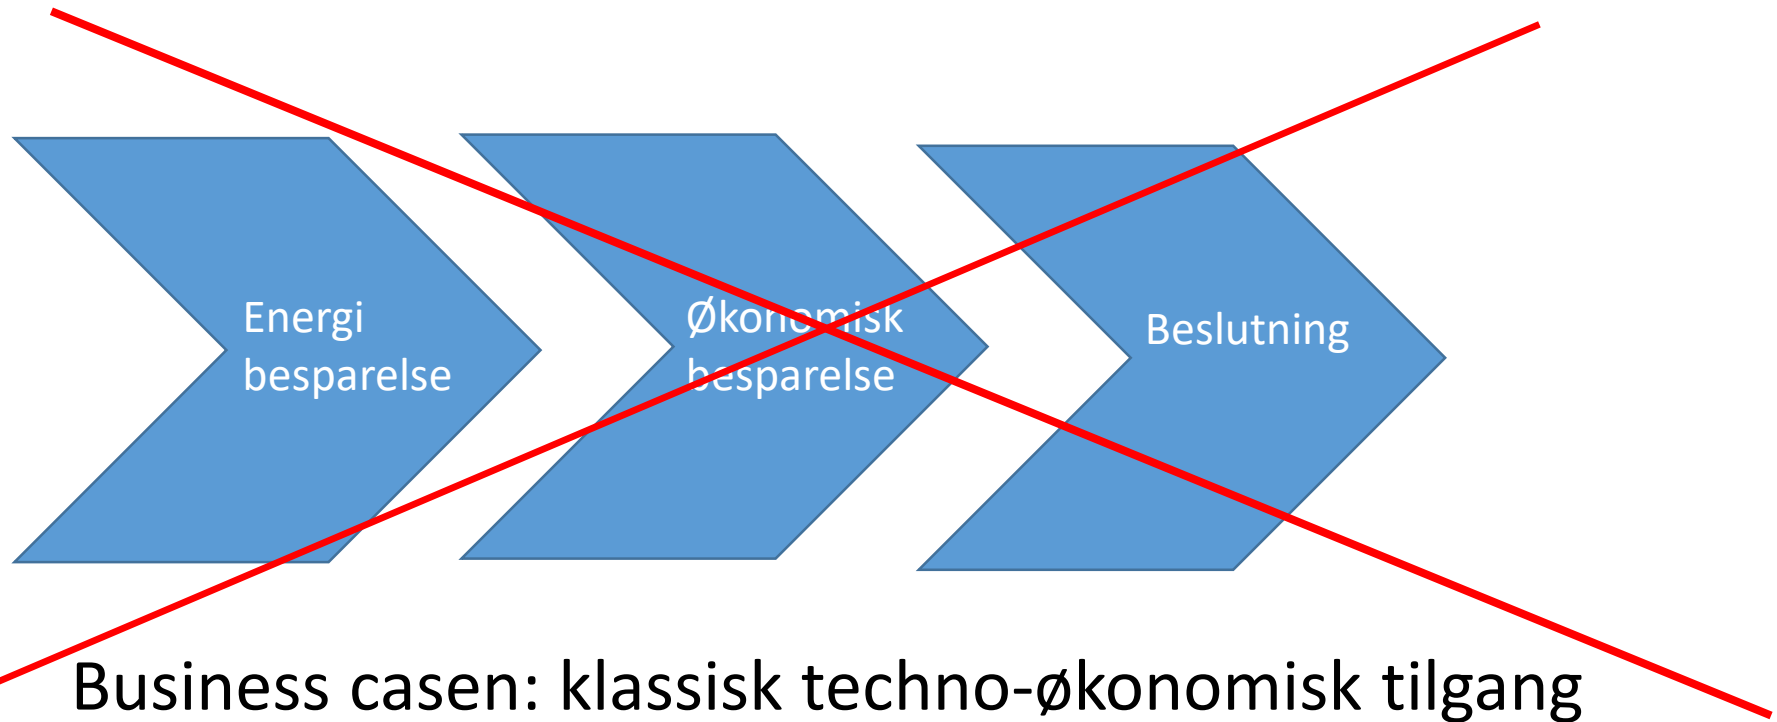 Energi
besparelse
Økonomisk
besparelse
Beslutning
Business casen: klassisk techno-økonomisk tilgang